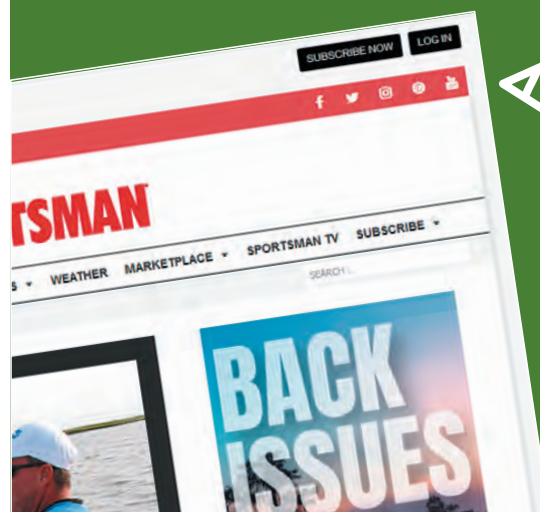 SUBSCRIBE NOW LOG IN
TSMAN
WEATHER MARKETPLACE SPORTSMAN TV SUBSCRIBE
SEARCH ...
BACK
ISSUES